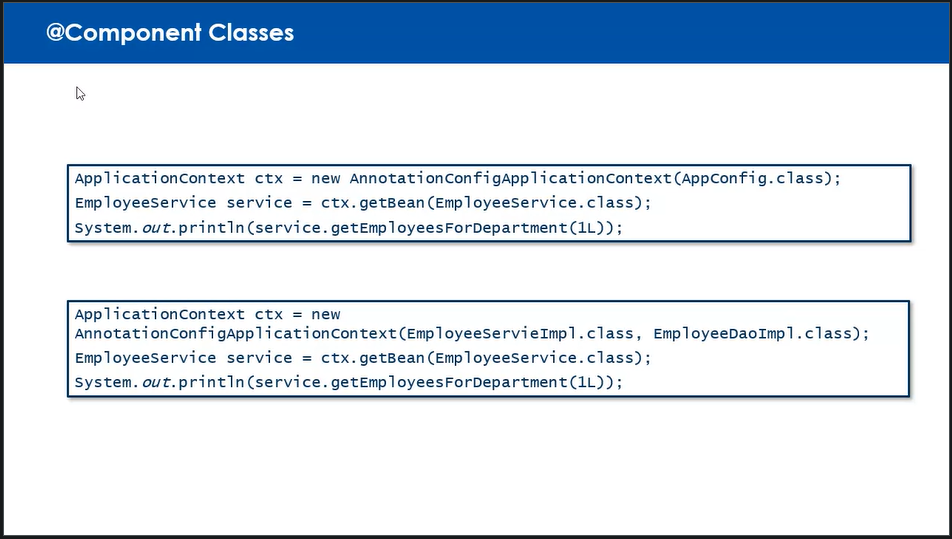 @Component Classes
ApplicationContext ctx = new AnnotationConfigApplicationContext(AppConfig.class);
EmployeeService service = ctx.getBean(EmployeeService.class);
System.out.println(service.getEmployeesForDepartment(1L));
ApplicationContext ctx = new
AnnotationConfigApplicationContext(EmployeeServieImpl.class, EmployeeDaoImpl.class);
EmployeeService service = ctx.getBean(EmployeeService.class);
System.out.println(service.getEmployeesForDepartment(1L));